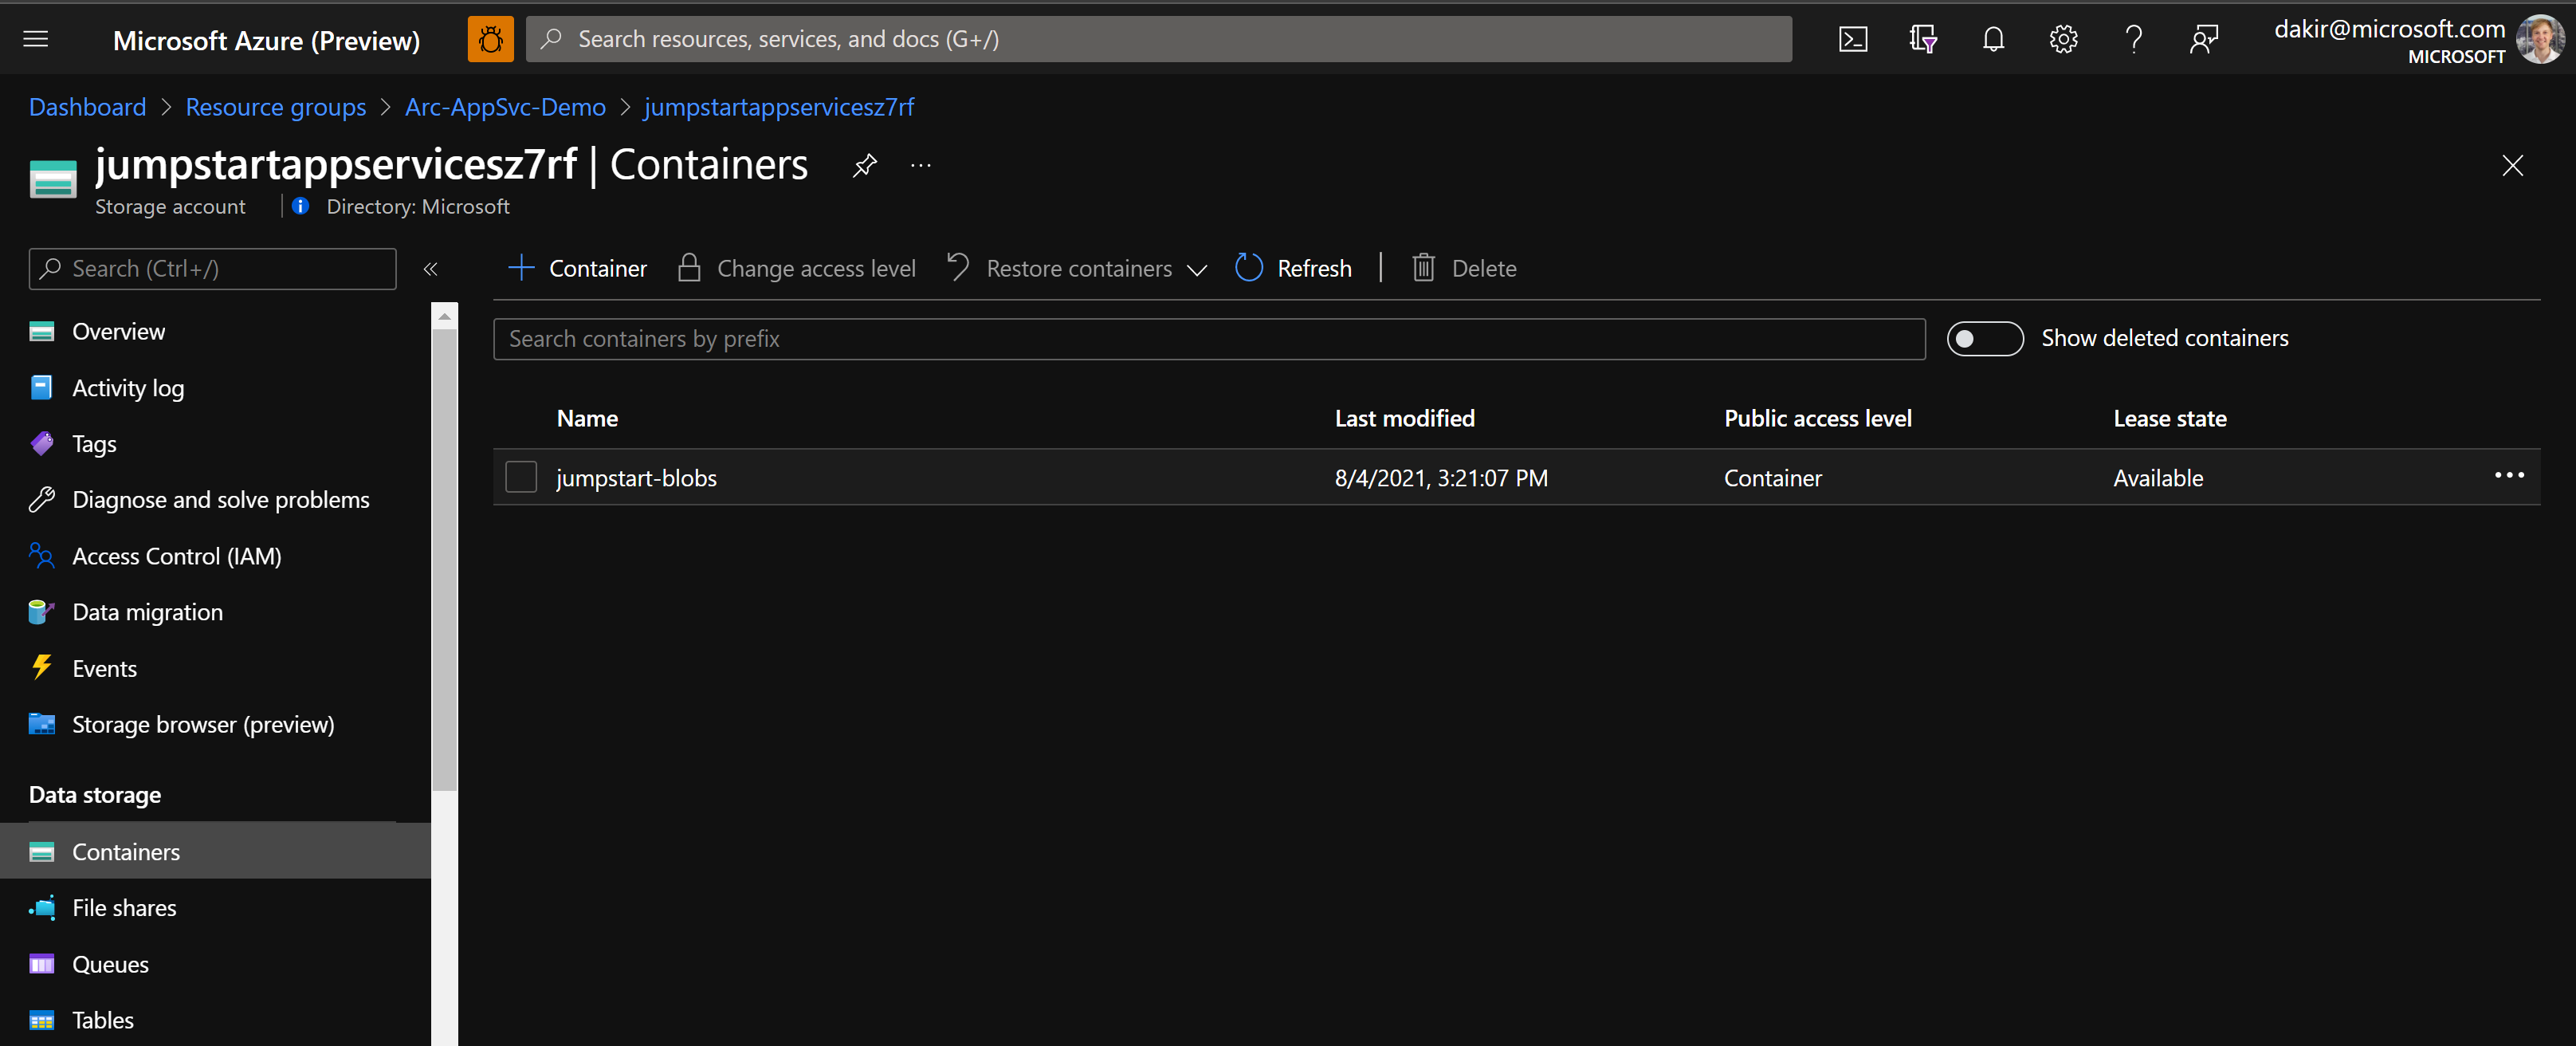 Microsoft Azure (Preview)
Search resources, services, and docs (G+/)
dakir@microsoft.com
MICROSOFT
Dashboard > Resource groups > Arc-AppSvc-Demo > jumpstartappservicesz7rf
jumpstartappservicesz7rf | Containers
Storage account | Directory: Microsoft
Search (Ctrl+/)
Overview
Activity log
Tags
Diagnose and solve problems
Access Control (IAM)
Data migration
Events
Storage browser (preview)
Data storage
Containers
File shares
Queues
Tables
Container Change access level Restore containers Refresh | Delete
Search containers by prefix
Show deleted containers
Name Last modified Public access level Lease state
jumpstart-blobs 8/4/2021, 3:21:07 PM Container Available